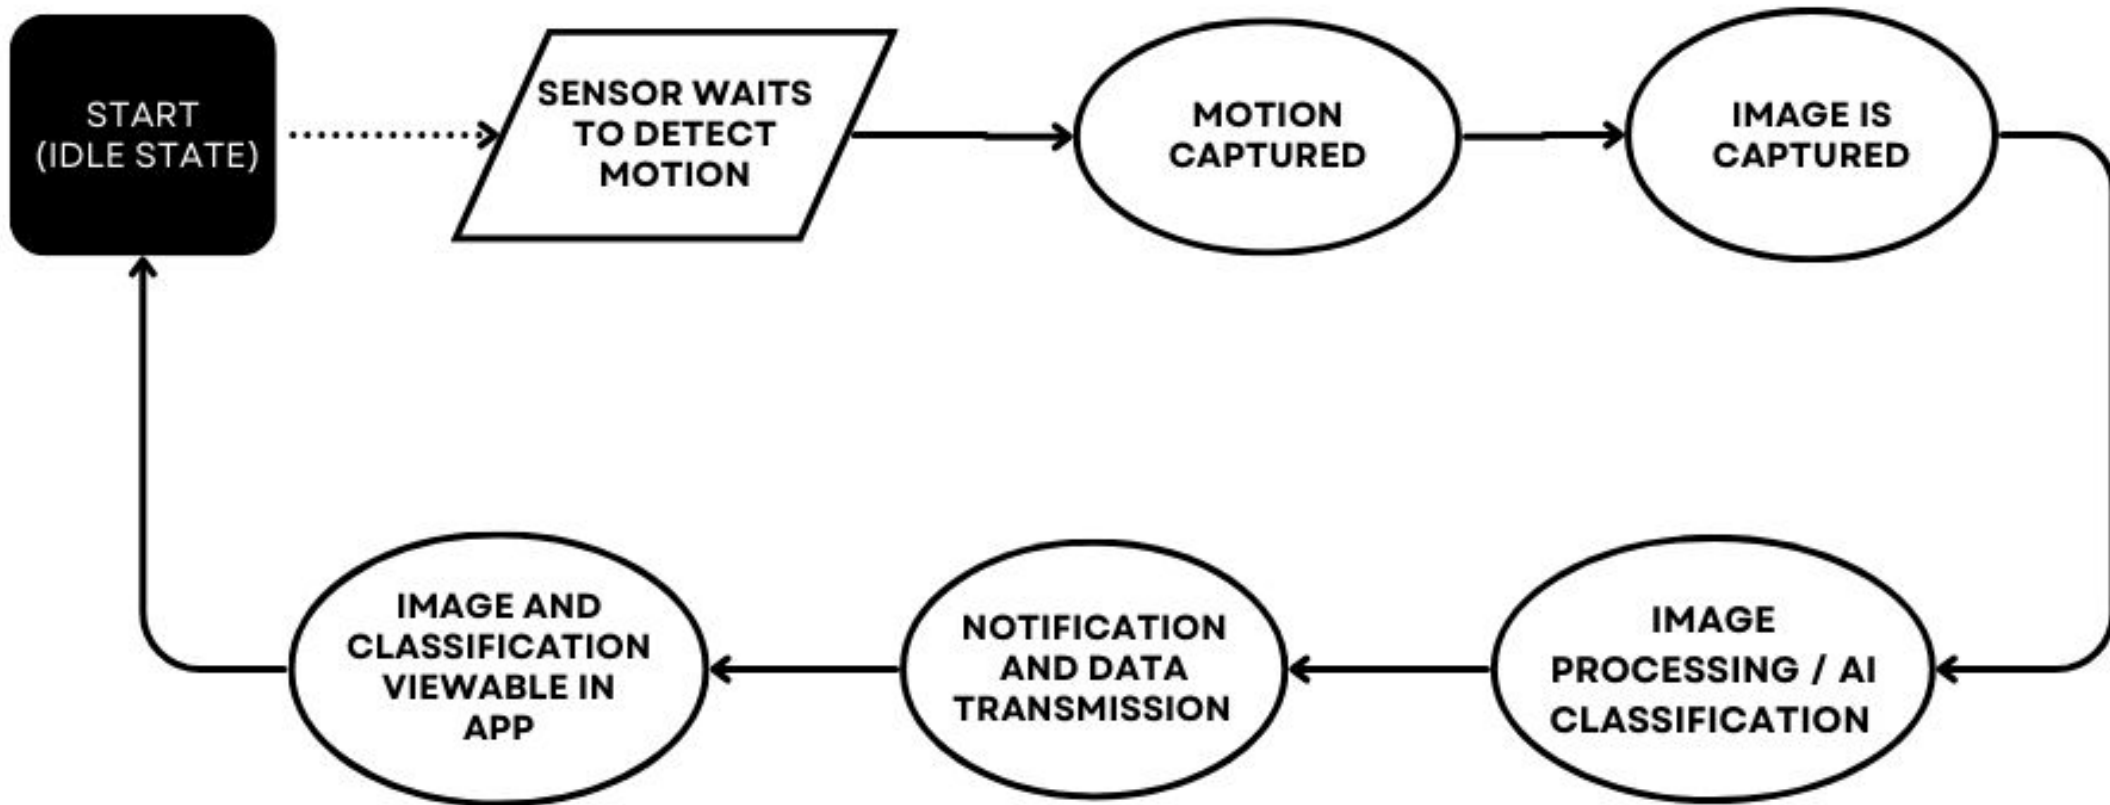 START
(IDLE STATE)
SENSOR WAITS
TO DETECT
MOTION
MOTION
CAPTURED
IMAGE IS
CAPTURED
IMAGE
PROCESSING / AI
CLASSIFICATION
NOTIFICATION
AND DATA
TRANSMISSION
IMAGE AND
CLASSIFICATION
VIEWABLE IN
APP